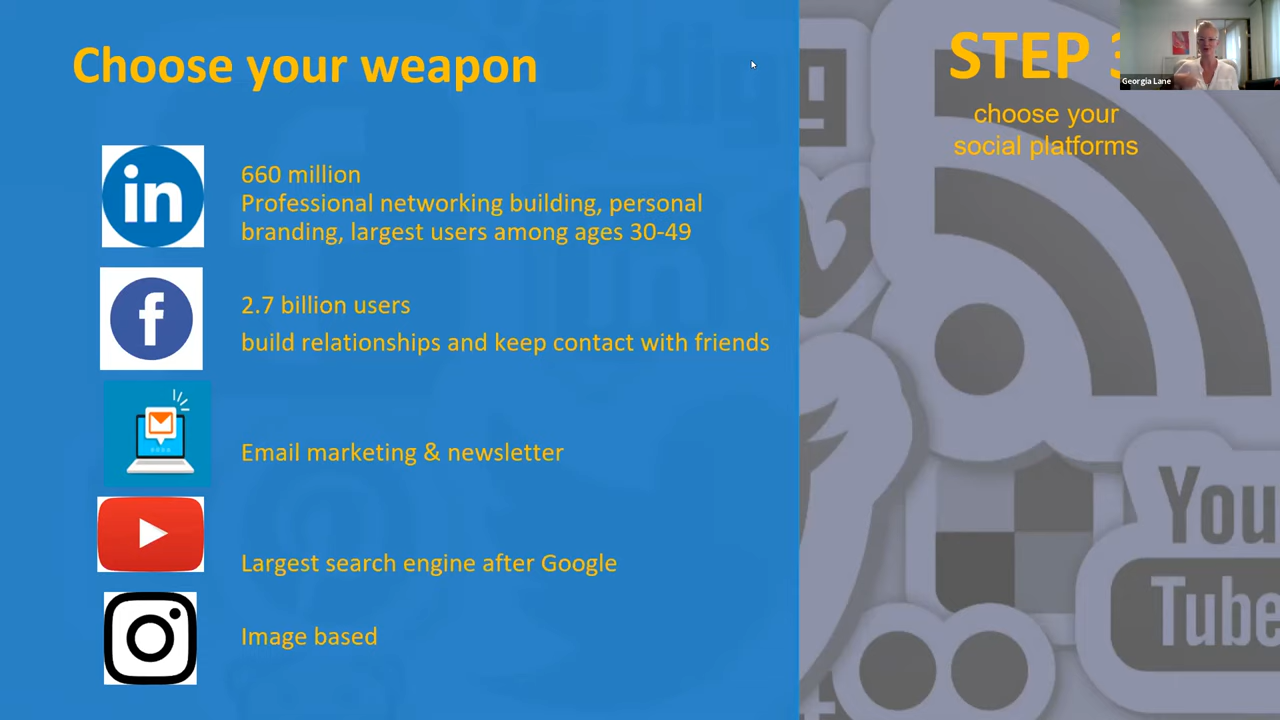 Choose your weapon
STEP 3
Georgia Lane
choose your
social platforms
in
660 million
Professional networking building, personal
branding, largest users among ages 30-49
f
2.7 billion users
build relationships and keep contact with friends
Email marketing & newsletter
Largest search engine after Google
Image based
You
Tube